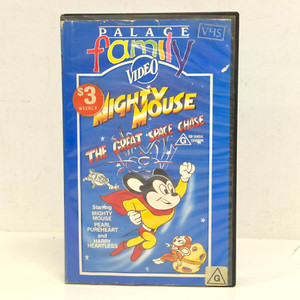 PALACE
VHS
family
VIDEO
$3
WEEKLY
MIGHTY
MOUSE
THE GREAT SPACE CHASE
G
Starring
MIGHTY
MOUSE
PEARL
PUREHEART
and
HARRY
HEARTLESS
G